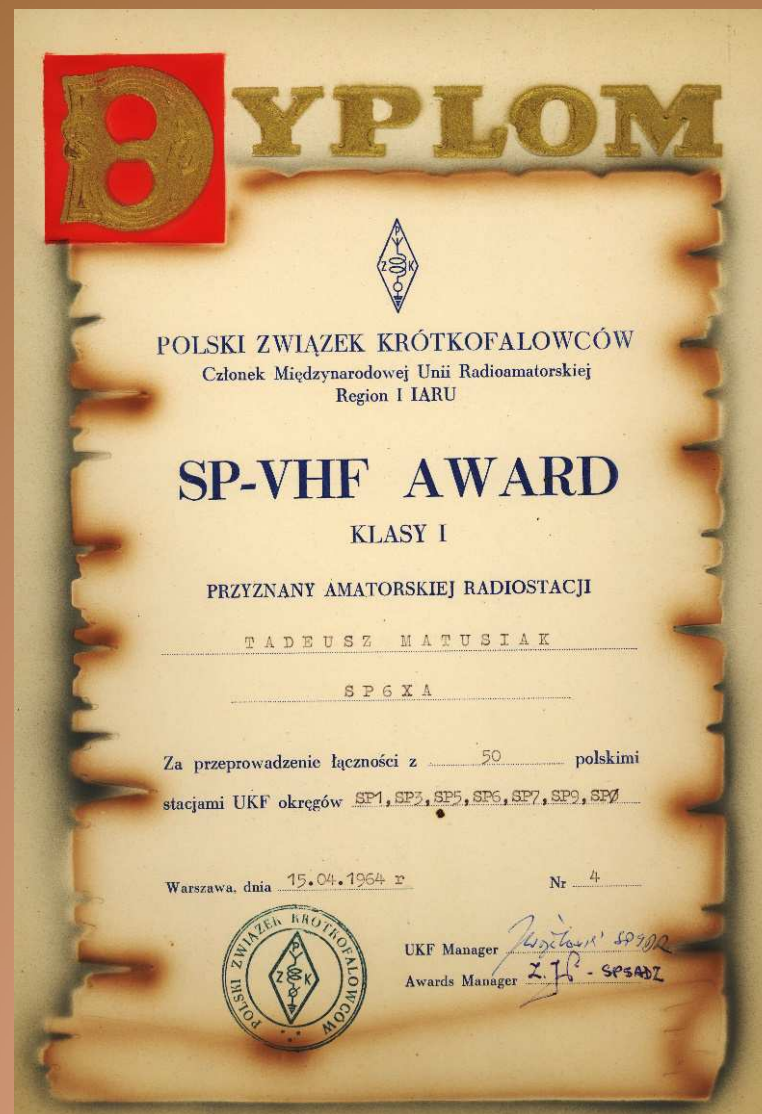 DYPLOM
P
Z K
POLSKI ZWIĄZEK KRÓTKOFALOWCÓW
Członek Międzynarodowej Unii Radioamatorskiej
Region I IARU
SP-VHF AWARD
KLASY I
PRZYZNANY AMATORSKIEJ RADIOSTACJI
TADEUSZ MATUSIAK
SP6XA
Za przeprowadzenie łączności z 50 polskimi
stacjami UKF okręgów SP1,SP3,SP5,SP6,SP7,SP9,SPØ
Warszawa, dnia 15.04.1964 r Nr 4
POLSKI ZWIĄZEK KRÓTKOFALOWCÓW
P
Z K
UKF Manager
Awards Manager